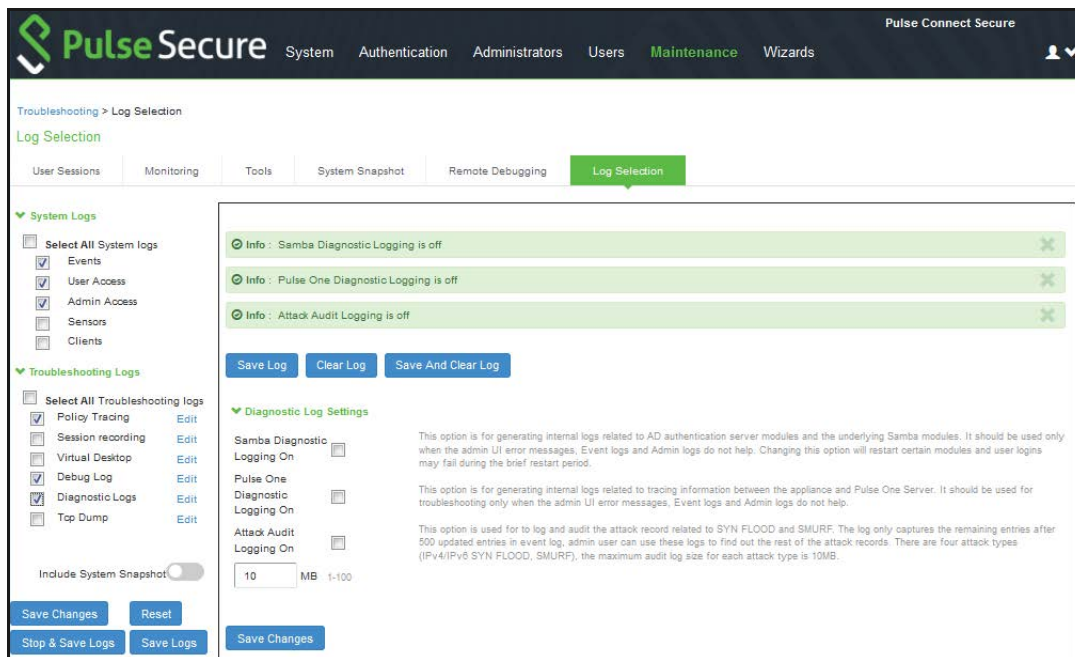 Pulse Connect Secure
Pulse Secure
System Authentication Administrators Users Maintenance Wizards
Troubleshooting > Log Selection
Log Selection
User Sessions Monitoring Tools System Snapshot Remote Debugging Log Selection
System Logs
Select All System logs
Events
User Access
Admin Access
Sensors
Clients
Troubleshooting Logs
Select All Troubleshooting logs
Policy Tracing Edit
Session recording Edit
Virtual Desktop Edit
Debug Log Edit
Diagnostic Logs Edit
Tcp Dump Edit
Include System Snapshot
Save Changes Reset
Stop & Save Logs Save Logs
Info : Samba Diagnostic Logging is off
Info : Pulse One Diagnostic Logging is off
Info : Attack Audit Logging is off
Save Log Clear Log Save And Clear Log
Diagnostic Log Settings
Samba Diagnostic
Logging On
This option is for generating internal logs related to AD authentication server modules and the underlying Samba modules. It should be used only
when the admin UI error messages, Event logs and Admin logs do not help. Changing this option will restart certain modules and user logins
may fail during the brief restart period.
Pulse One
Diagnostic
Logging On
This option is for generating internal logs related to tracing information between the appliance and Pulse One Server. It should be used for
troubleshooting only when the admin UI error messages, Event logs and Admin logs do not help.
Attack Audit
Logging On
This option is used for to log and audit the attack record related to SYN FLOOD and SMURF. The log only captures the remaining entries after
500 updated entries in event log, admin user can use these logs to find out the rest of the attack records. There are four attack types
(IPv4/IPv6 SYN FLOOD, SMURF), the maximum audit log size for each attack type is 10MB.
10 MB 1-100
Save Changes